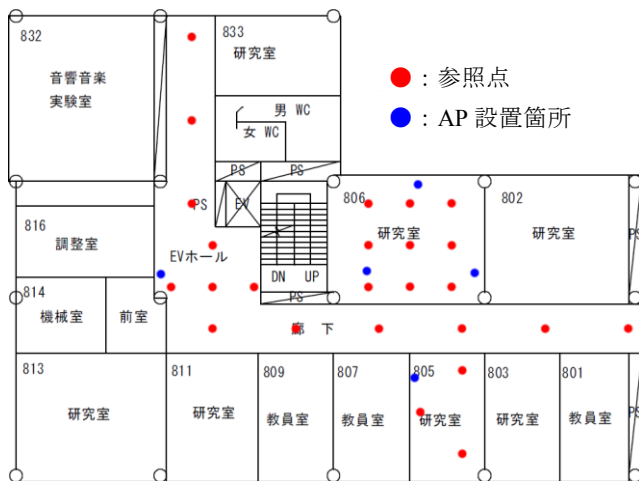 832
音響音楽
実験室
833
研究室
男 WC
女 WC
PS
PS
：参照点
：AP 設置箇所
PS
EV
EVホール
DN
UP
PS
806
研究室
802
研究室
PS
816
調整室
814
機械室
前室
廊 下
813
研究室
811
研究室
809
教員室
807
教員室
805
研究室
803
研究室
801
教員室
PS